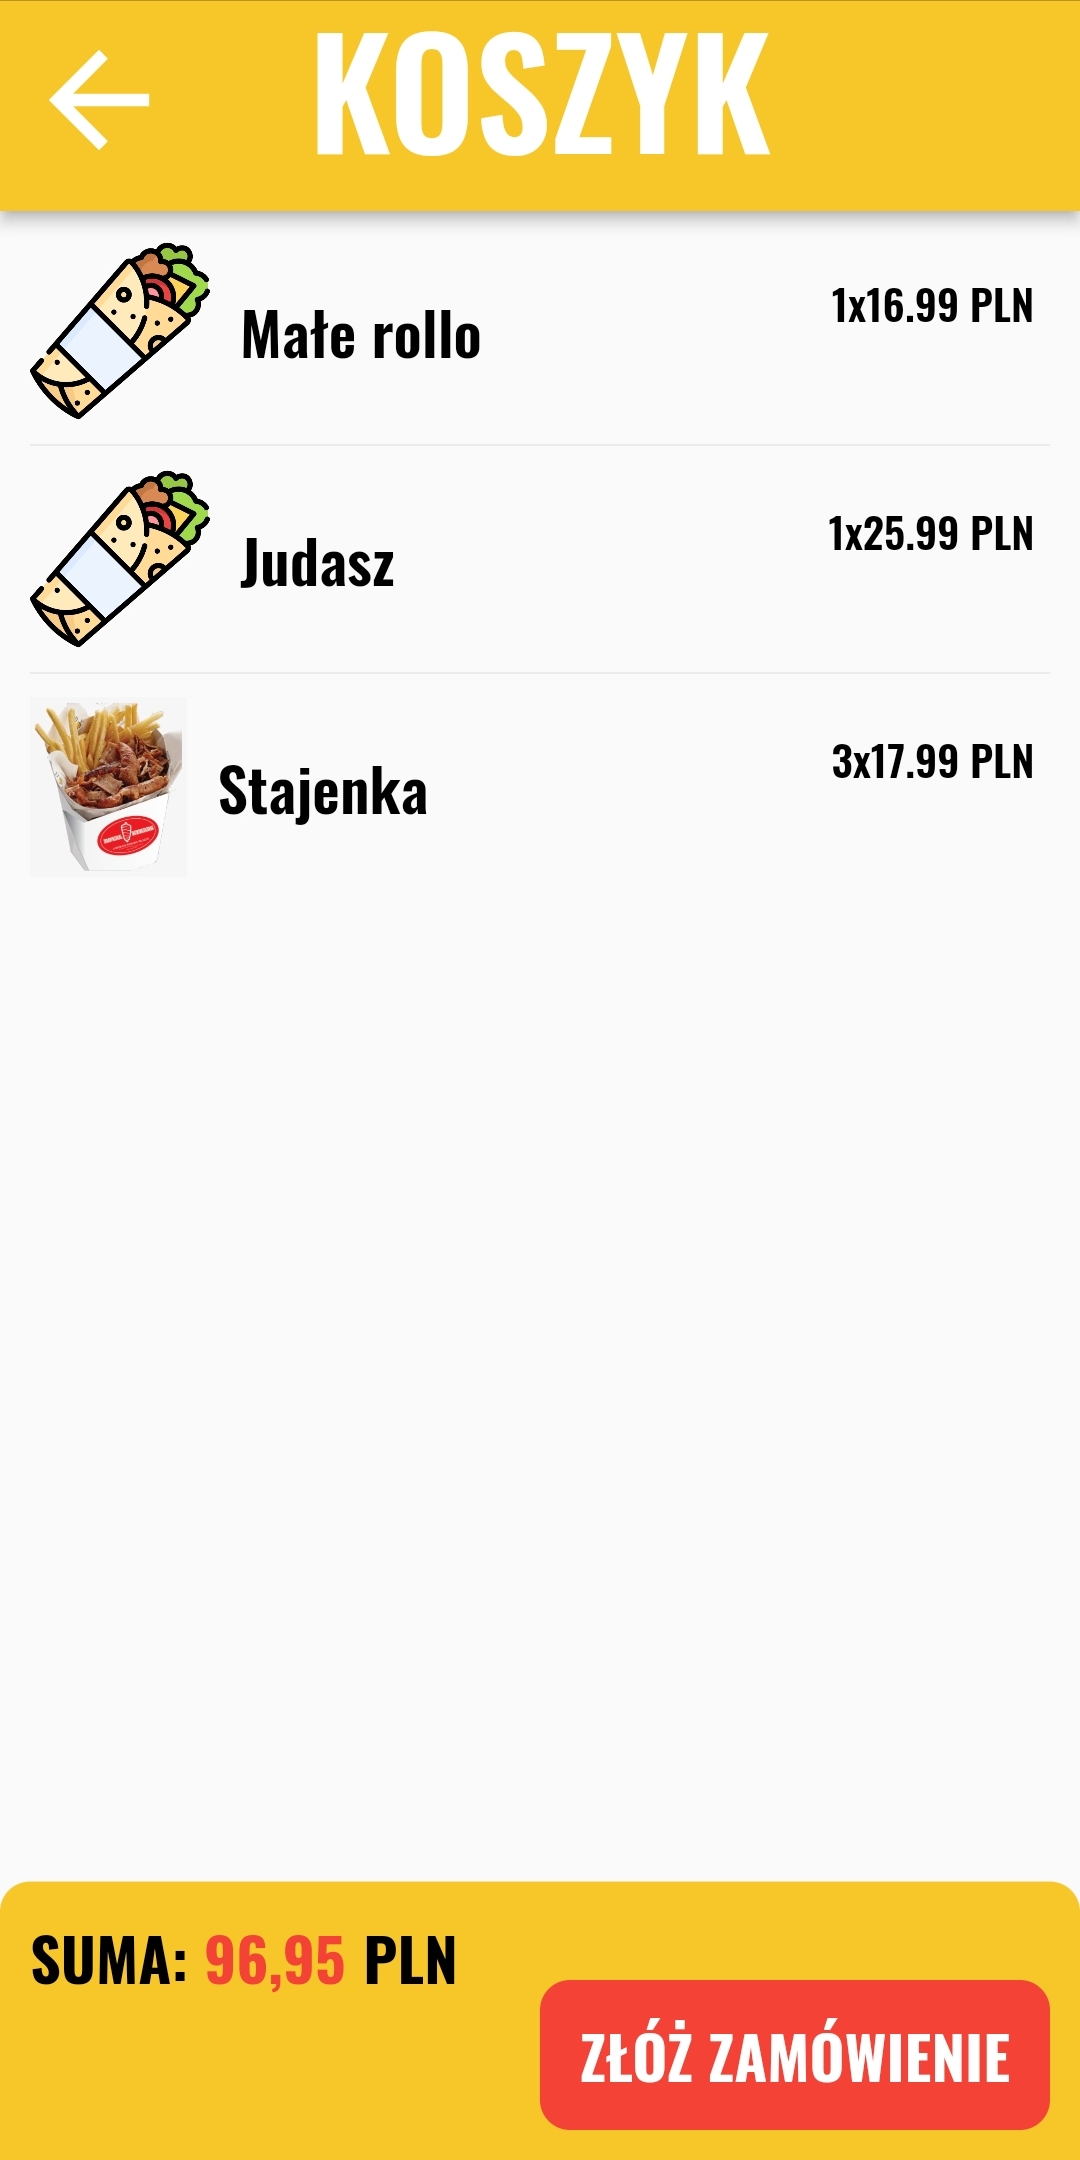 KOSZYK
Małe rollo
1x16.99 PLN
Judasz
1x25.99 PLN
Stajenka
3x17.99 PLN
SUMA: 96,95 PLN
ZŁÓŻ ZAMÓWIENIE